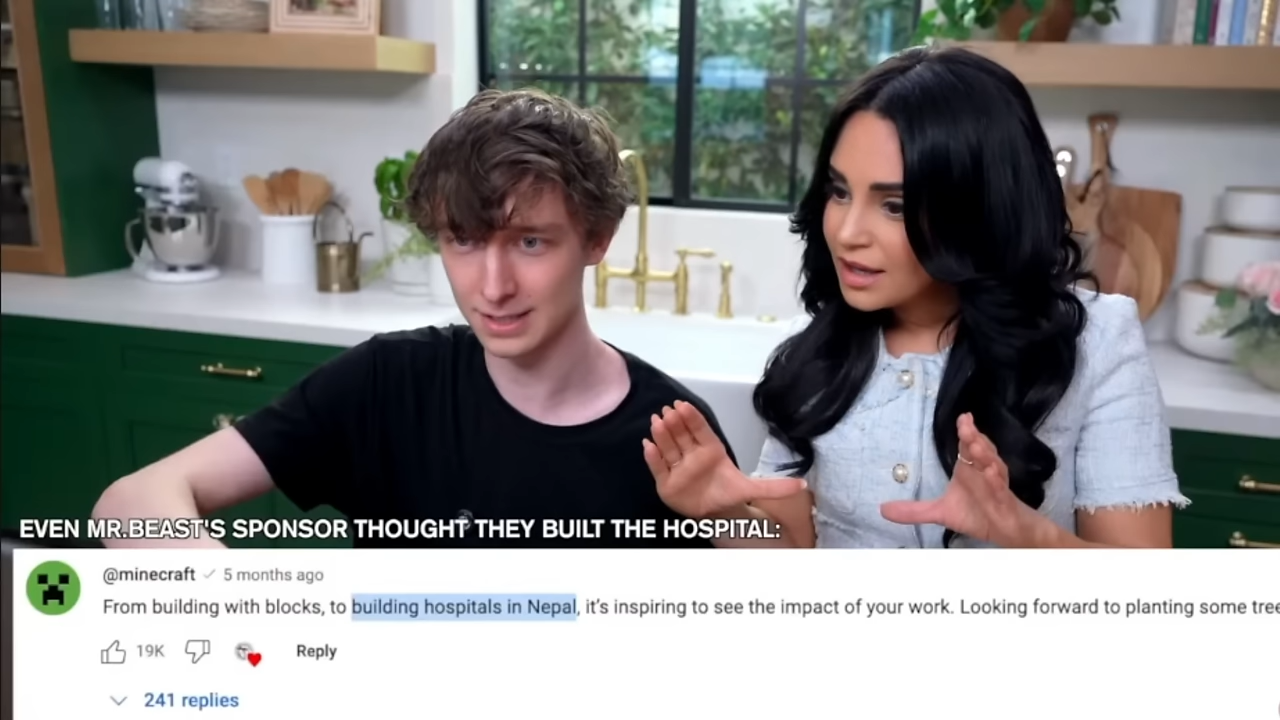 EVEN MR.BEAST'S SPONSOR THOUGHT THEY BUILT THE HOSPITAL:
@minecraft 5 months ago
From building with blocks, to building hospitals in Nepal, it's inspiring to see the impact of your work. Looking forward to planting some tree
19K Reply
241 replies